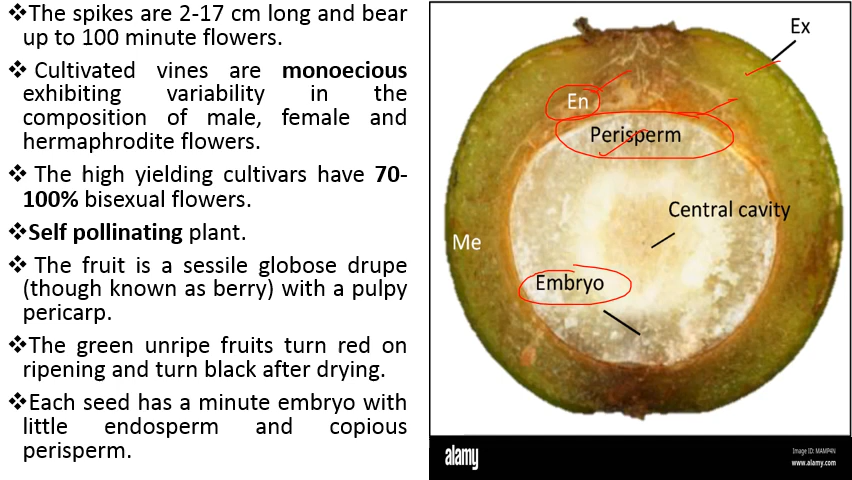 ❖The spikes are 2-17 cm long and bear
up to 100 minute flowers.
❖ Cultivated vines are monoecious
exhibiting variability in the
composition of male, female and
hermaphrodite flowers.
❖ The high yielding cultivars have 70-
100% bisexual flowers.
❖Self pollinating plant.
❖ The fruit is a sessile globose drupe
(though known as berry) with a pulpy
pericarp.
❖The green unripe fruits turn red on
ripening and turn black after drying.
❖Each seed has a minute embryo with
little endosperm and copious
perisperm.
Ex
En
Perisperm
Central cavity
Me
Embryo
alamy
Image ID: MAMP4N
www.alamy.com